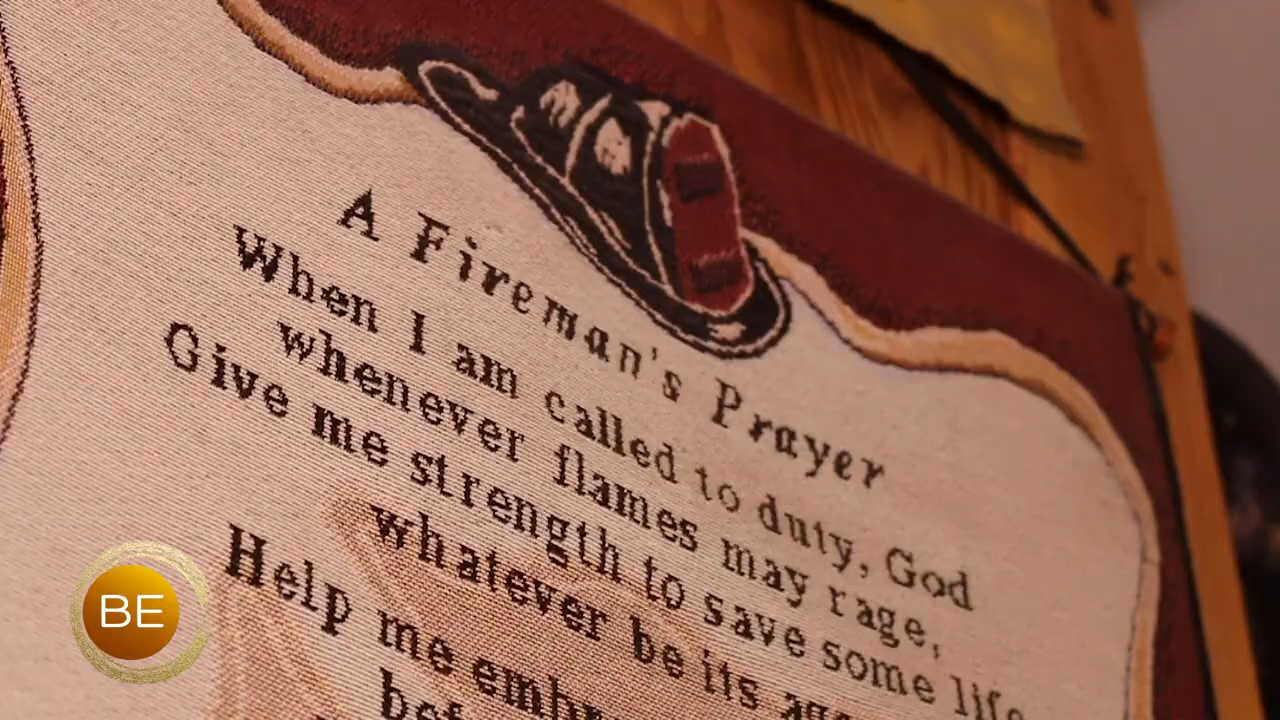 A Fireman's Prayer
When I am called to duty, God
whenever flames may rage,
Give me strength to save some life
whatever be its age
Help me
BE